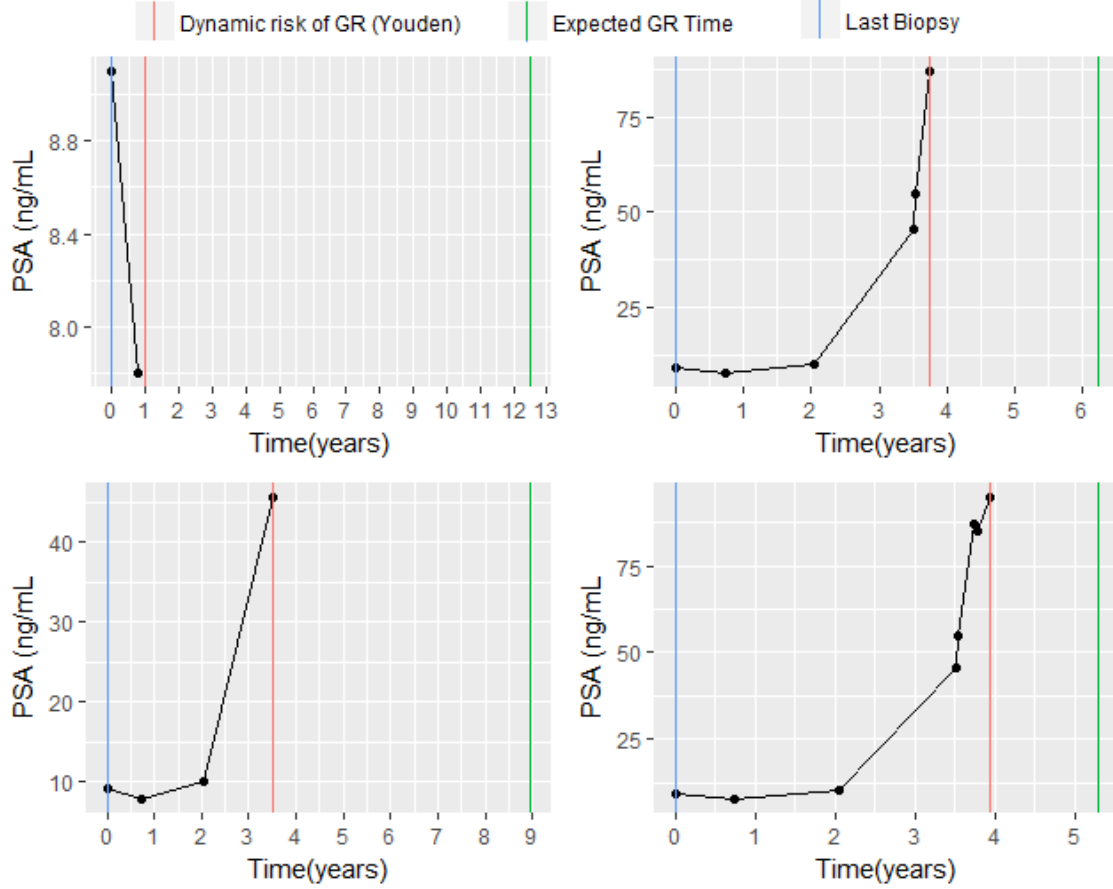 Dynamic risk of GR (Youden) Expected GR Time Last Biopsy
PSA (ng/mL)
8.8
8.4
8.0
0 1 2 3 4 5 6 7 8 9 10 11 12 13
Time(years)
PSA (ng/mL)
75
50
25
0 1 2 3 4 5 6
Time(years)
PSA (ng/mL)
40
30
20
10
0 1 2 3 4 5 6 7 8 9
Time(years)
PSA (ng/mL)
75
50
25
0 1 2 3 4 5
Time(years)